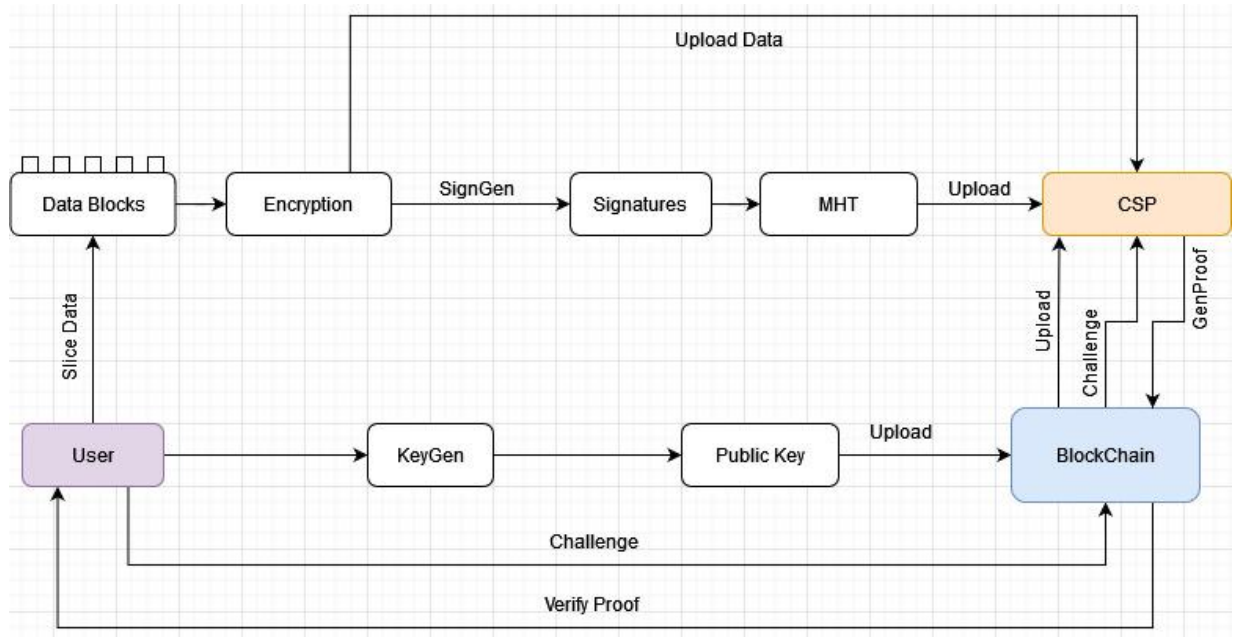 Upload Data
Data Blocks
Encryption
SignGen
Signatures
MHT
Upload
CSP
Slice Data
Upload
Challenge
GenProof
User
KeyGen
Public Key
Upload
BlockChain
Challenge
Verify Proof